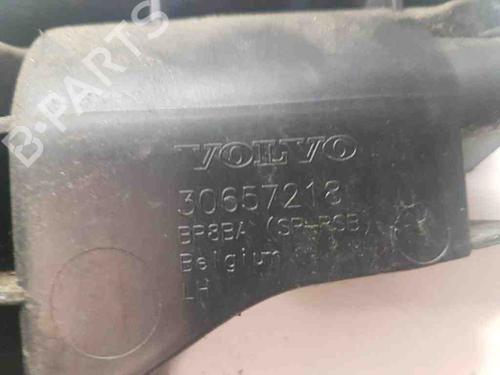 B-PARTS
VOLVO
30657218
BP8BA (SP-RSB)
Belgium
LH